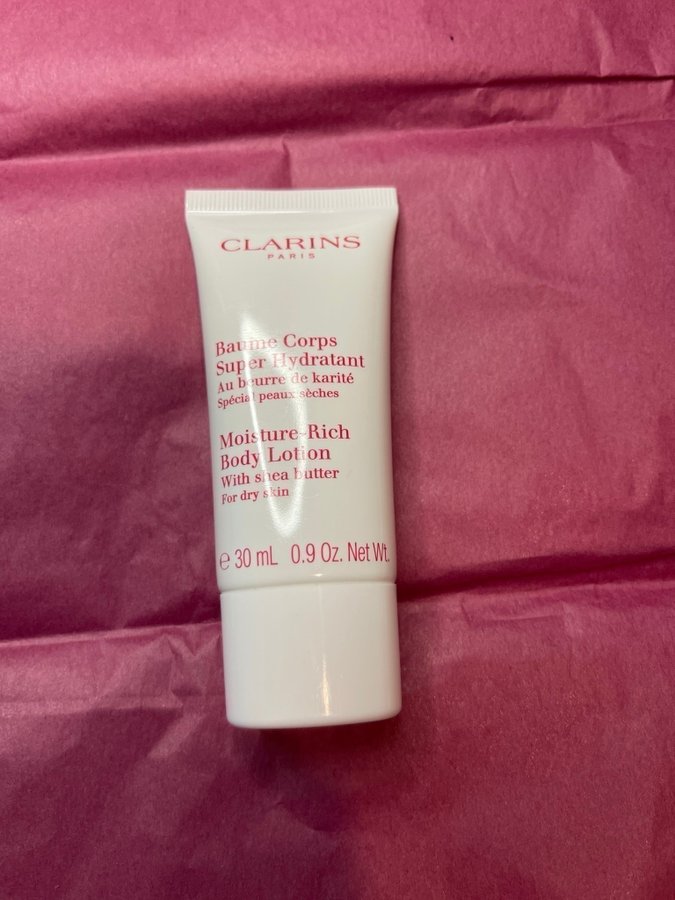 CLARINS
PARIS
Baume Corps
Super Hydratant
Au beurre de karité
Spécial peaux sèches
Moisture-Rich
Body Lotion
With shea butter
For dry skin
℮ 30 mL 0.9 Oz. Net Wt.